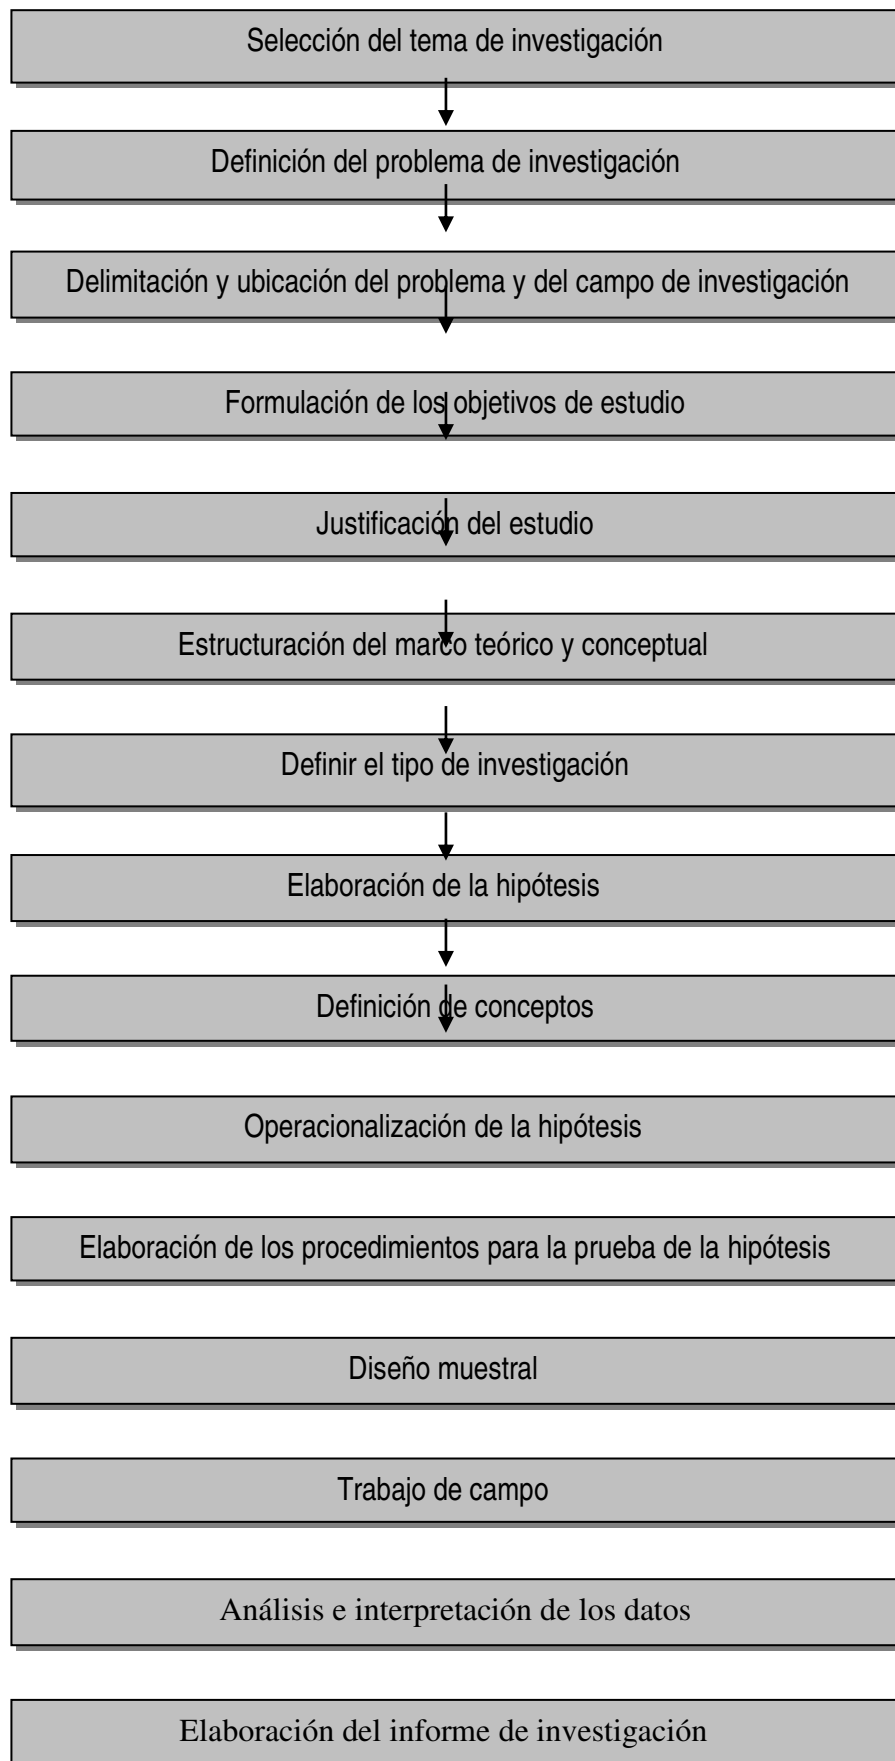 Selección del tema de investigación
Definición del problema de investigación
Delimitación y ubicación del problema y del campo de investigación
Formulación de los objetivos de estudio
Justificación del estudio
Estructuración del marco teórico y conceptual
Definir el tipo de investigación
Elaboración de la hipótesis
Definición de conceptos
Operacionalización de la hipótesis
Elaboración de los procedimientos para la prueba de la hipótesis
Diseño muestral
Trabajo de campo
Análisis e interpretación de los datos
Elaboración del informe de investigación